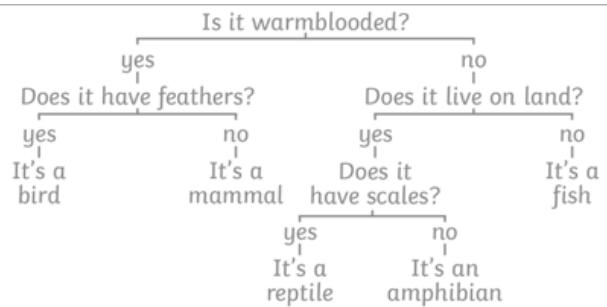 Is it warmblooded?
yes
no
Does it have feathers?
Does it live on land?
yes
no
yes
no
It's a
bird
It's a
mammal
Does it
have scales?
It's a
fish
yes
no
It's a
reptile
It's an
amphibian